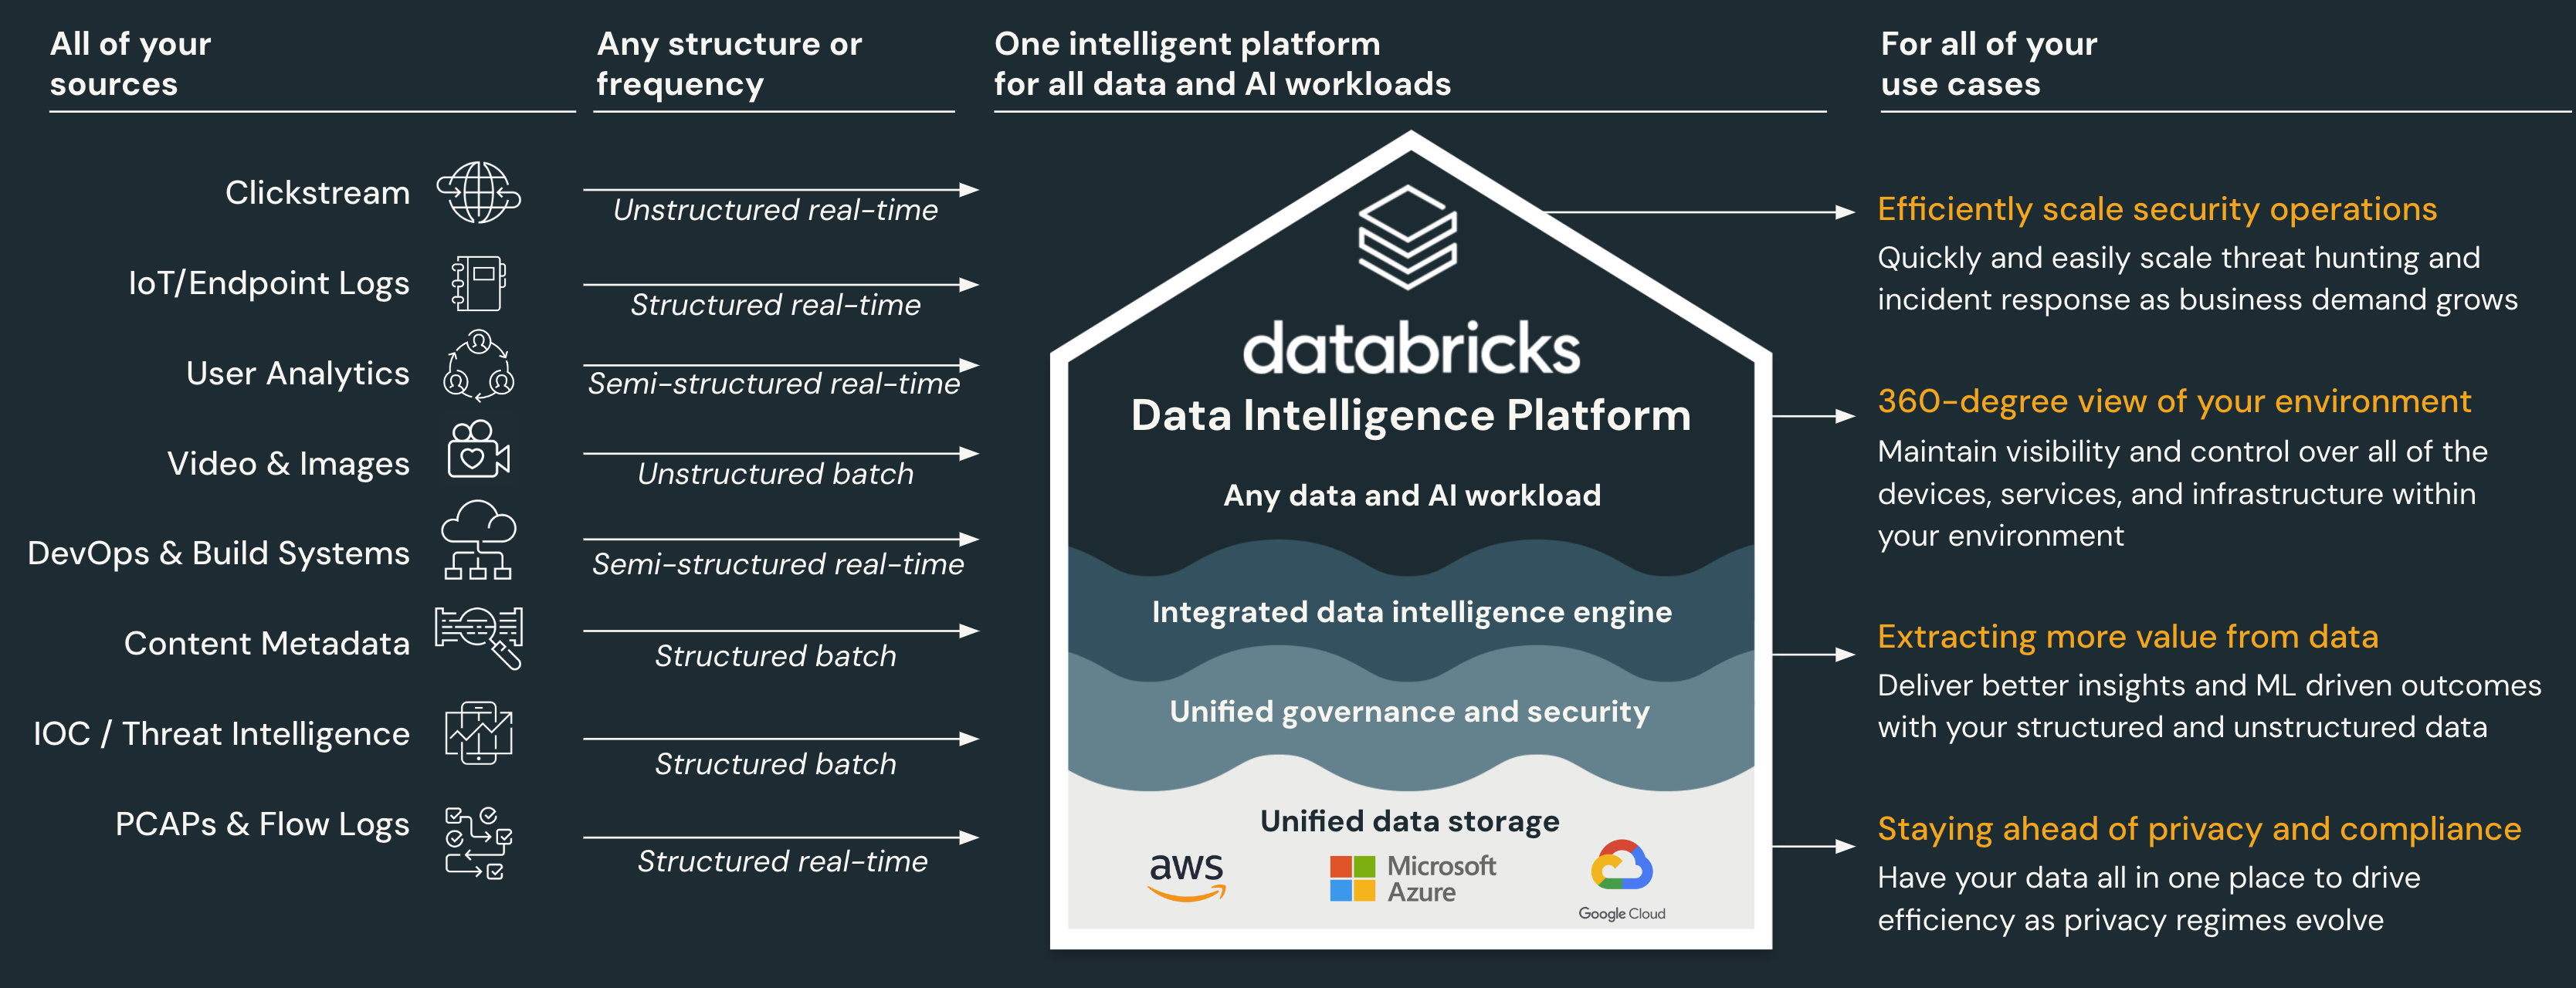 All of your
sources
Any structure or
frequency
One intelligent platform
for all data and AI workloads
For all of your
use cases
Clickstream
Unstructured real-time
IoT/Endpoint Logs
Structured real-time
User Analytics
Semi-structured real-time
Video & Images
Unstructured batch
DevOps & Build Systems
Semi-structured real-time
Content Metadata
Structured batch
IOC / Threat Intelligence
Structured batch
PCAPs & Flow Logs
Structured real-time
databricks
Data Intelligence Platform
Any data and AI workload
Integrated data intelligence engine
Unified governance and security
Unified data storage
aws
Microsoft
Azure
Google Cloud
Efficiently scale security operations
Quickly and easily scale threat hunting and
incident response as business demand grows
360-degree view of your environment
Maintain visibility and control over all of the
devices, services, and infrastructure within
your environment
Extracting more value from data
Deliver better insights and ML driven outcomes
with your structured and unstructured data
Staying ahead of privacy and compliance
Have your data all in one place to drive
efficiency as privacy regimes evolve